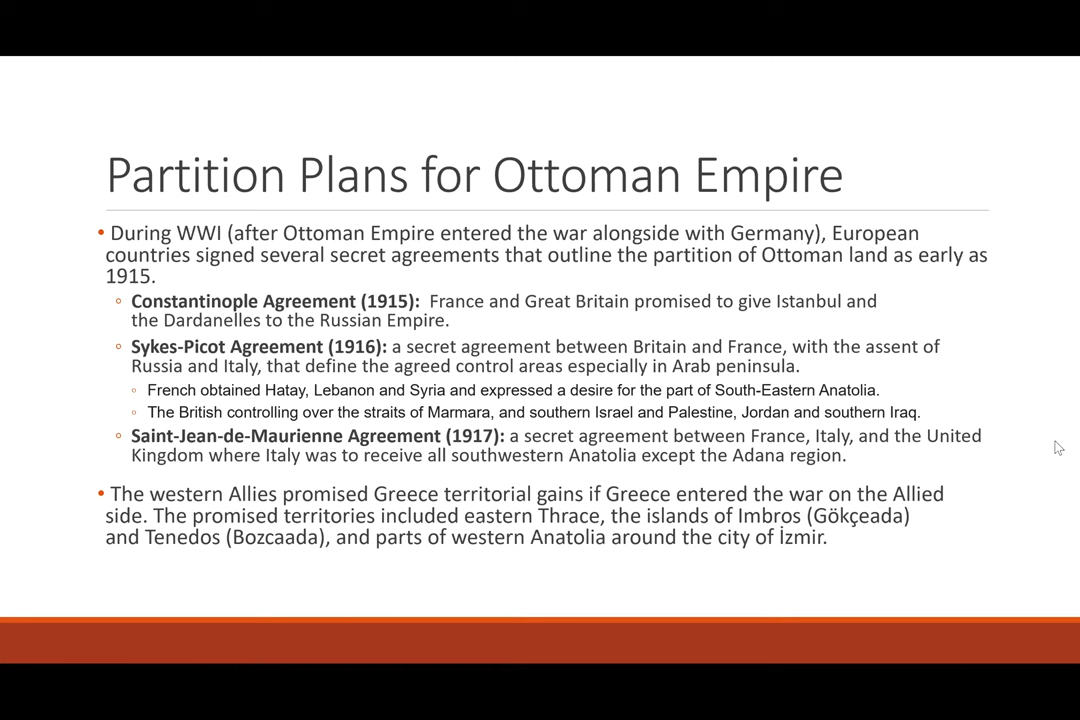 Partition Plans for Ottoman Empire
• During WWI (after Ottoman Empire entered the war alongside with Germany), European
countries signed several secret agreements that outline the partition of Ottoman land as early as
1915.
◦ Constantinople Agreement (1915): France and Great Britain promised to give Istanbul and
the Dardanelles to the Russian Empire.
◦ Sykes-Picot Agreement (1916): a secret agreement between Britain and France, with the assent of
Russia and Italy, that define the agreed control areas especially in Arab peninsula.
◦ French obtained Hatay, Lebanon and Syria and expressed a desire for the part of South-Eastern Anatolia.
◦ The British controlling over the straits of Marmara, and southern Israel and Palestine, Jordan and southern Iraq.
◦ Saint-Jean-de-Maurienne Agreement (1917): a secret agreement between France, Italy, and the United
Kingdom where Italy was to receive all southwestern Anatolia except the Adana region.
• The western Allies promised Greece territorial gains if Greece entered the war on the Allied
side. The promised territories included eastern Thrace, the islands of Imbros (Gökçeada)
and Tenedos (Bozcaada), and parts of western Anatolia around the city of İzmir.